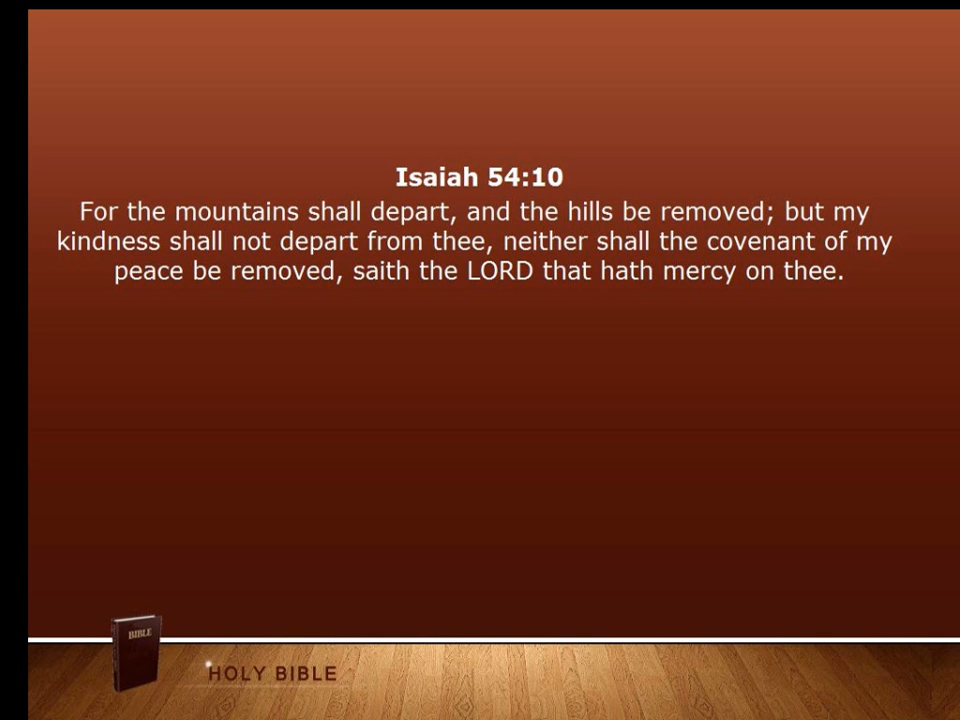 Isaiah 54:10
For the mountains shall depart, and the hills be removed; but my
kindness shall not depart from thee, neither shall the covenant of my
peace be removed, saith the LORD that hath mercy on thee.
BIBLE
HOLY BIBLE